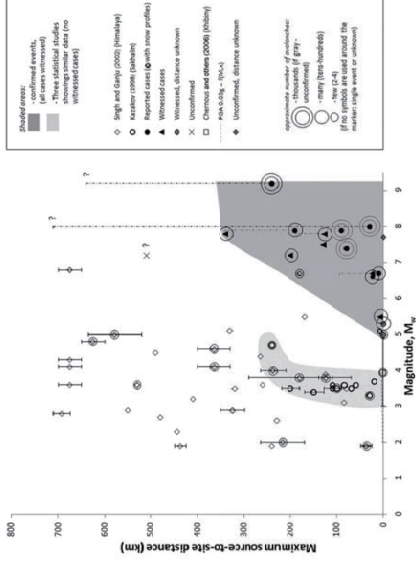 Shaded areas:
- confirmed events,
(all cases witnessed)
- Three statistical studies
showing similar data (no
witnessed cases)
Singh and Ganju (2002) [Himalaya]
Kazakov (1998) (Sakhalin)
Reported cases (with snow profiles)
Witnessed cases
Witnessed, distance unknown
Unconfirmed
Chernous and others (2006) (Khibiny)
Unconfirmed, distance unknown
approximate number of avalanches:
- thousands (if gray -
unconfirmed)
- many (tens-hundreds)
- few (2-4)
(if no symbols are used around the
marker: single event or unknown)
Maximum source-to-site distance (km)
800
700
600
500
400
300
200
100
0
? ? ?
0 1 2 3 4 5 6 7 8 9
Magnitude, Mw